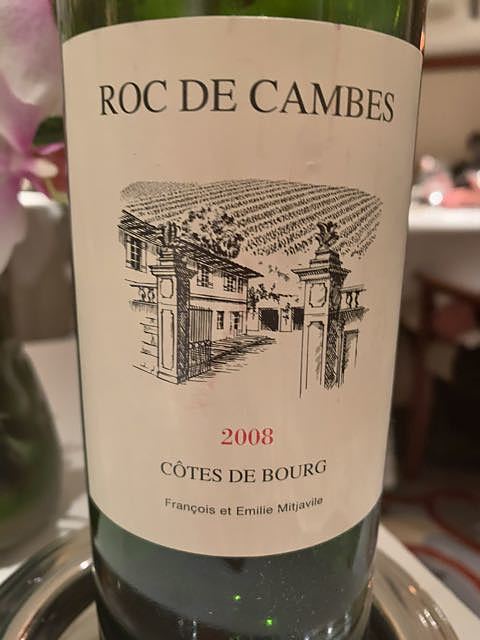 ROC DE CAMBES
2008
CÔTES DE BOURG
François et Emilie Mitjavile